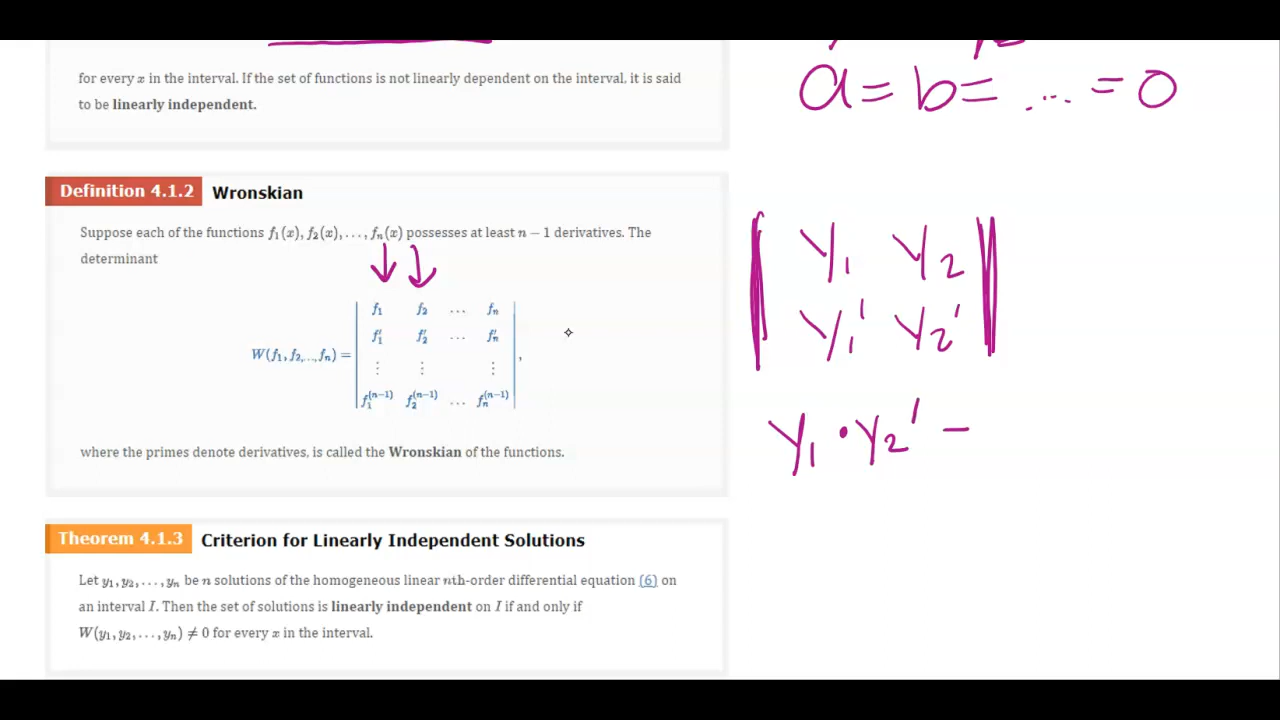 for every x in the interval. If the set of functions is not linearly dependent on the interval, it is said
to be linearly independent.
a = b = ... = 0
Definition 4.1.2 Wronskian
Suppose each of the functions f₁(x), f₂(x), . . . , fₙ(x) possesses at least n − 1 derivatives. The
determinant
f₁ f₂ ⋯ fₙ
f₁′ f₂′ ⋯ fₙ′
W(f₁, f₂,…, fₙ) =
⋮ ⋮ ⋮
f₁⁽ⁿ⁻¹⁾ f₂⁽ⁿ⁻¹⁾ ⋯ fₙ⁽ⁿ⁻¹⁾ ,
where the primes denote derivatives, is called the Wronskian of the functions.
y₁ y₂
y₁′ y₂′
y₁ • y₂′ −
Theorem 4.1.3 Criterion for Linearly Independent Solutions
Let y₁, y₂, . . . , yₙ be n solutions of the homogeneous linear nth-order differential equation (6) on
an interval I. Then the set of solutions is linearly independent on I if and only if
W(y₁, y₂, . . . , yₙ) ≠ 0 for every x in the interval.